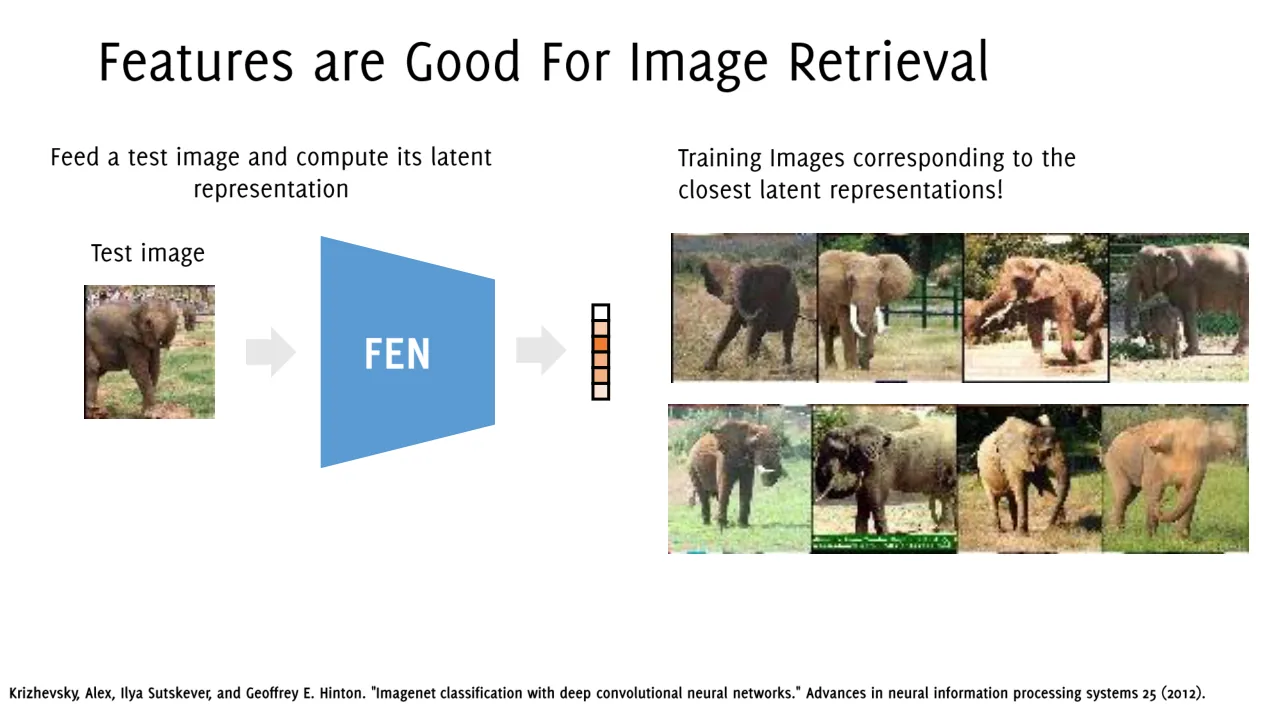 Features are Good For Image Retrieval
Feed a test image and compute its latent
representation
Test image
FEN
Training Images corresponding to the
closest latent representations!
Krizhevsky, Alex, Ilya Sutskever, and Geoffrey E. Hinton. "Imagenet classification with deep convolutional neural networks." Advances in neural information processing systems 25 (2012).